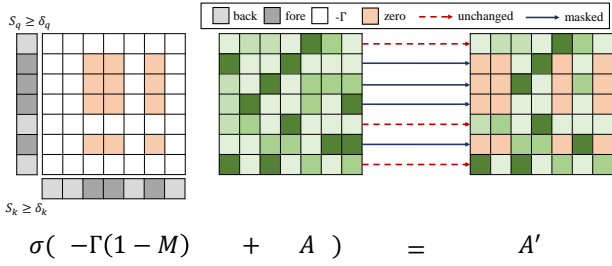 S_q ≥ δ_q
back fore -Γ zero unchanged masked
S_k ≥ δ_k
σ( -Γ(1 − M) + A ) = A′